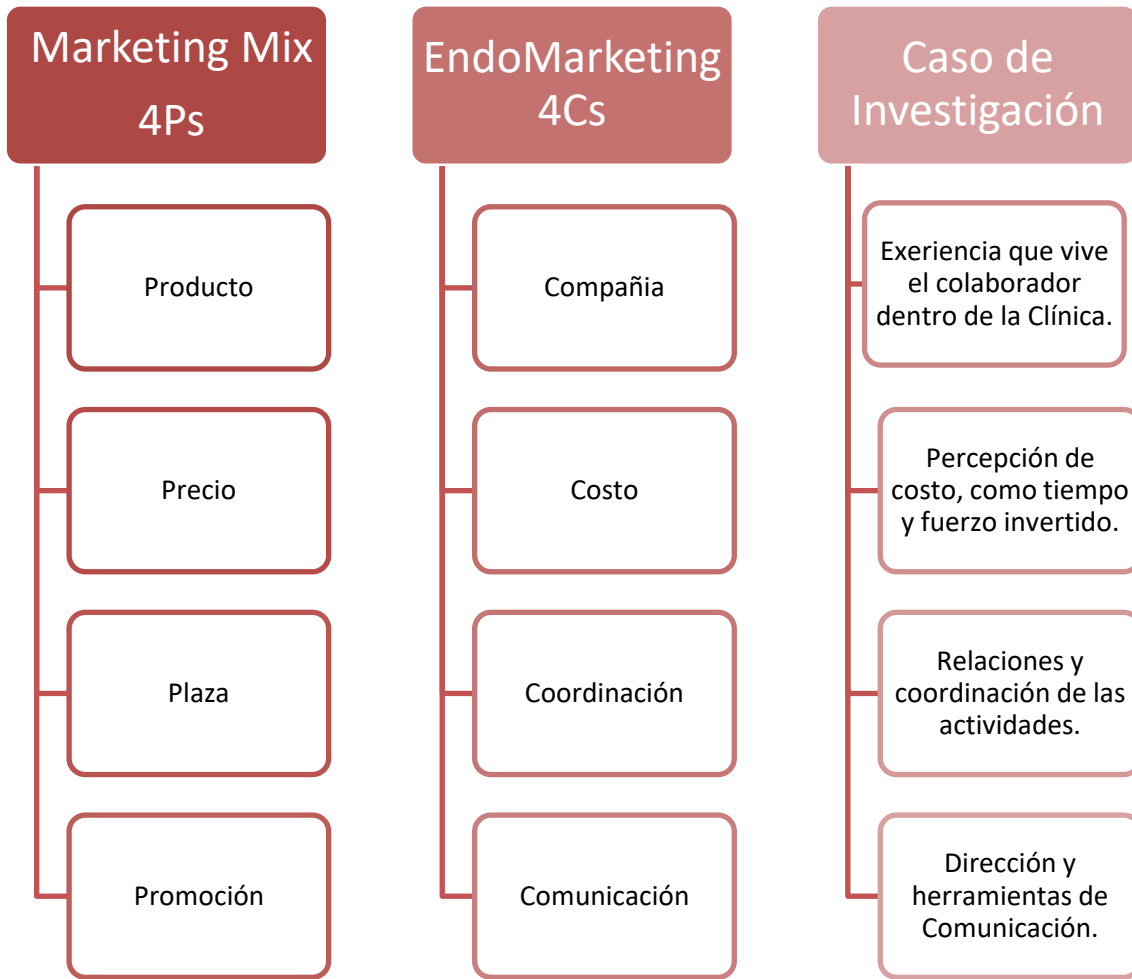 Marketing Mix
4Ps
Producto
Precio
Plaza
Promoción
EndoMarketing
4Cs
Compañia
Costo
Coordinación
Comunicación
Caso de
Investigación
Exeriencia que vive
el colaborador
dentro de la Clínica.
Percepción de
costo, como tiempo
y fuerzo invertido.
Relaciones y
coordinación de las
actividades.
Dirección y
herramientas de
Comunicación.